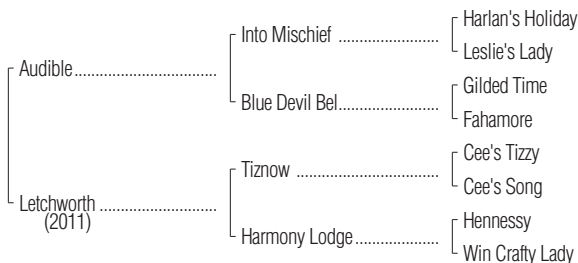 Harlan's Holiday
Into Mischief ....................
Leslie's Lady
Audible..................................
Gilded Time
Blue Devil Bel....................
Fahamore
Cee's Tizzy
Tiznow ............................
Cee's Song
Letchworth ............................
(2011)
Hennessy
Harmony Lodge.................
Win Crafty Lady